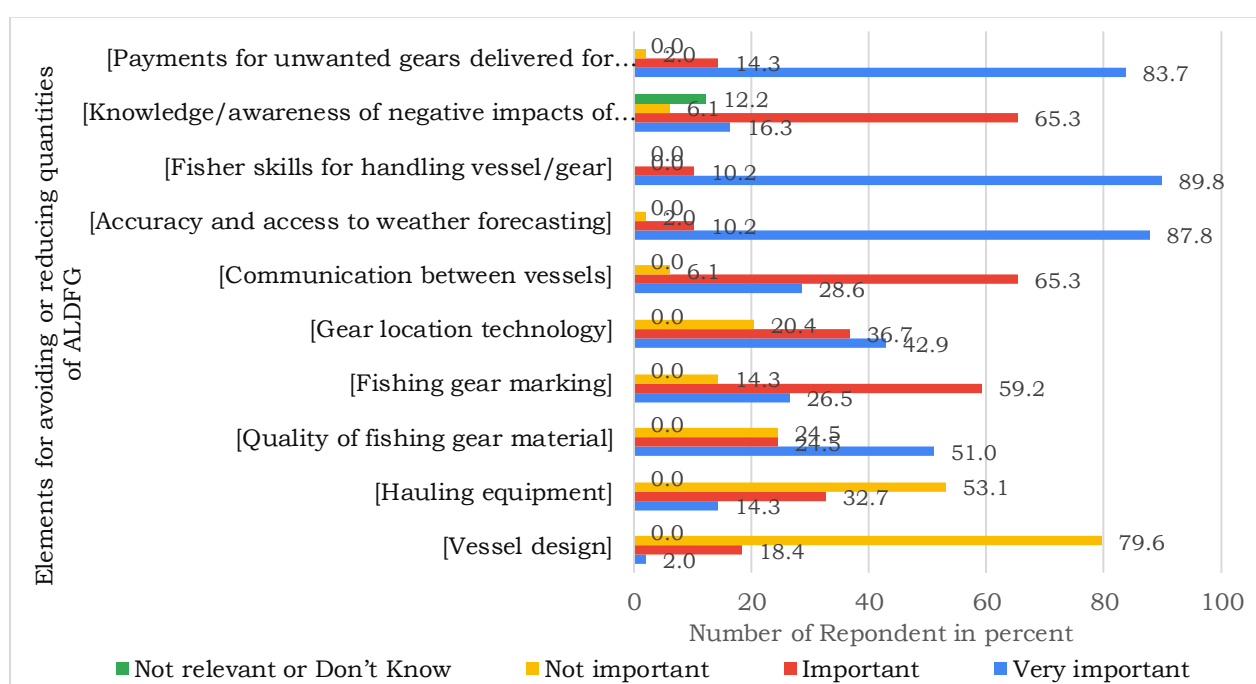 Elements for avoiding or reducing quantities
of ALDFG
[Payments for unwanted gears delivered for…
0.0
2.0
14.3
83.7
[Knowledge/awareness of negative impacts of…
12.2
6.1
65.3
16.3
[Fisher skills for handling vessel/gear]
0.0
0.0
10.2
89.8
[Accuracy and access to weather forecasting]
0.0
2.0
10.2
87.8
[Communication between vessels]
0.0
6.1
65.3
28.6
[Gear location technology]
0.0
20.4
36.7
42.9
[Fishing gear marking]
0.0
14.3
59.2
26.5
[Quality of fishing gear material]
0.0
24.5
24.5
51.0
[Hauling equipment]
0.0
53.1
32.7
14.3
[Vessel design]
0.0
79.6
18.4
2.0
0 20 40 60 80 100
Number of Repondent in percent
Not relevant or Don’t Know Not important Important Very important